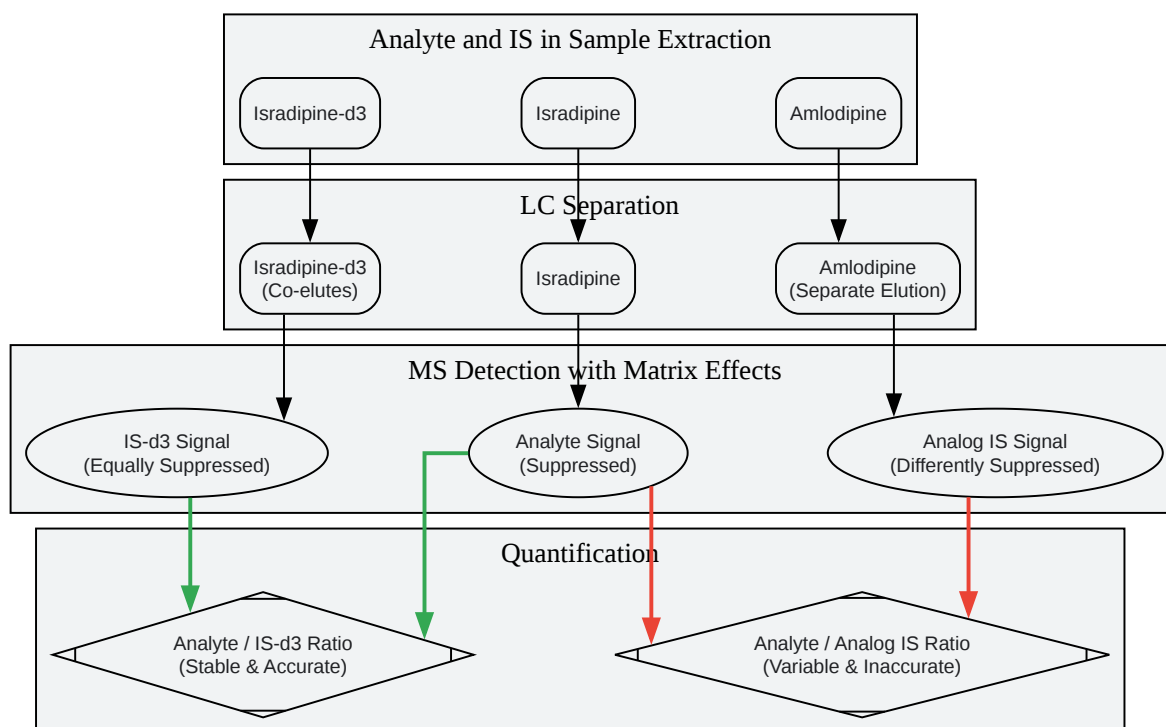 Analyte and IS in Sample Extraction
Isradipine-d3
Isradipine
Amlodipine
LC Separation
Isradipine-d3
(Co-elutes)
Isradipine
Amlodipine
(Separate Elution)
MS Detection with Matrix Effects
IS-d3 Signal
(Equally Suppressed)
Analyte Signal
(Suppressed)
Analog IS Signal
(Differently Suppressed)
Quantification
Analyte / IS-d3 Ratio
(Stable & Accurate)
Analyte / Analog IS Ratio
(Variable & Inaccurate)